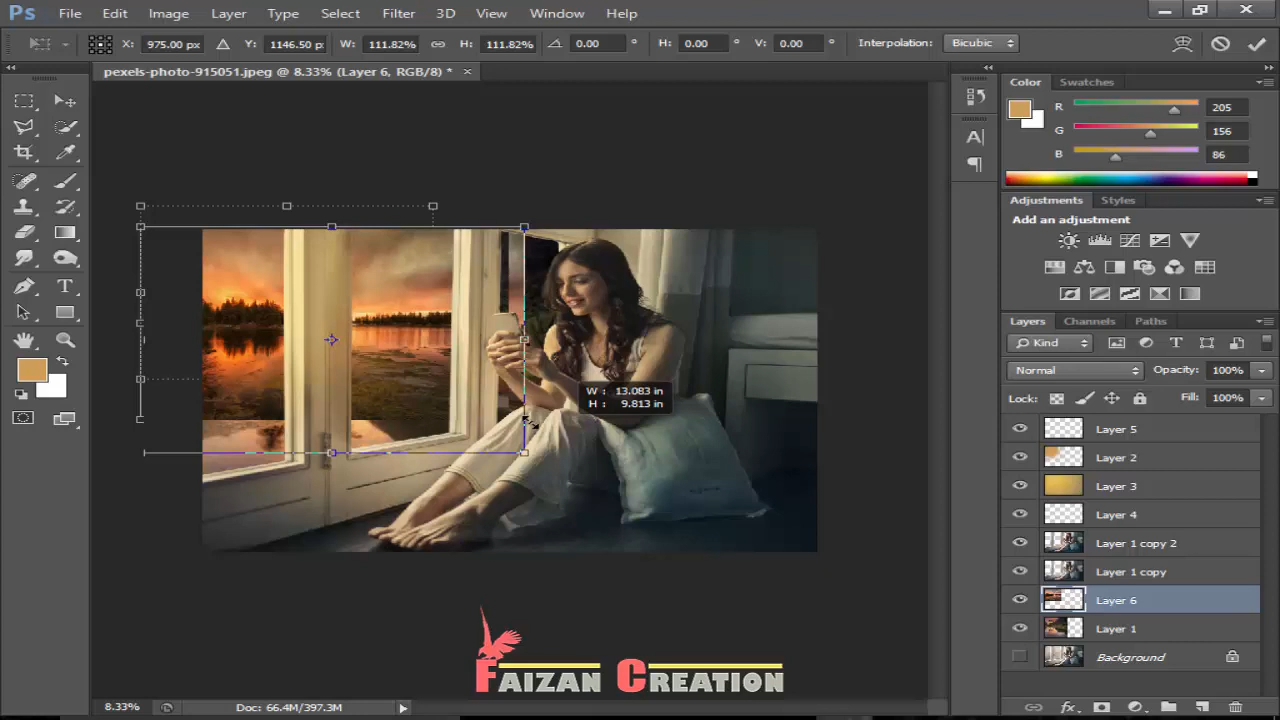 Ps File Edit Image Layer Type Select Filter 3D View Window Help
X: 975.00 px Y: 1146.50 px W: 111.82% H: 111.82% 0.00 ° H: 0.00 ° V: 0.00 ° Interpolation: Bicubic
pexels-photo-915051.jpeg @ 8.33% (Layer 6, RGB/8) * ×
Color Swatches
R 205
G 156
B 86
Adjustments Styles
Add an adjustment
Layers Channels Paths
Kind
Normal Opacity: 100%
Lock: Fill: 100%
Layer 5
Layer 2
Layer 3
Layer 4
Layer 1 copy 2
Layer 1 copy
Layer 6
Layer 1
Background
W : 13.083 in
H : 9.813 in
FAIZAN CREATION
8.33% Doc: 66.4M/397.3M